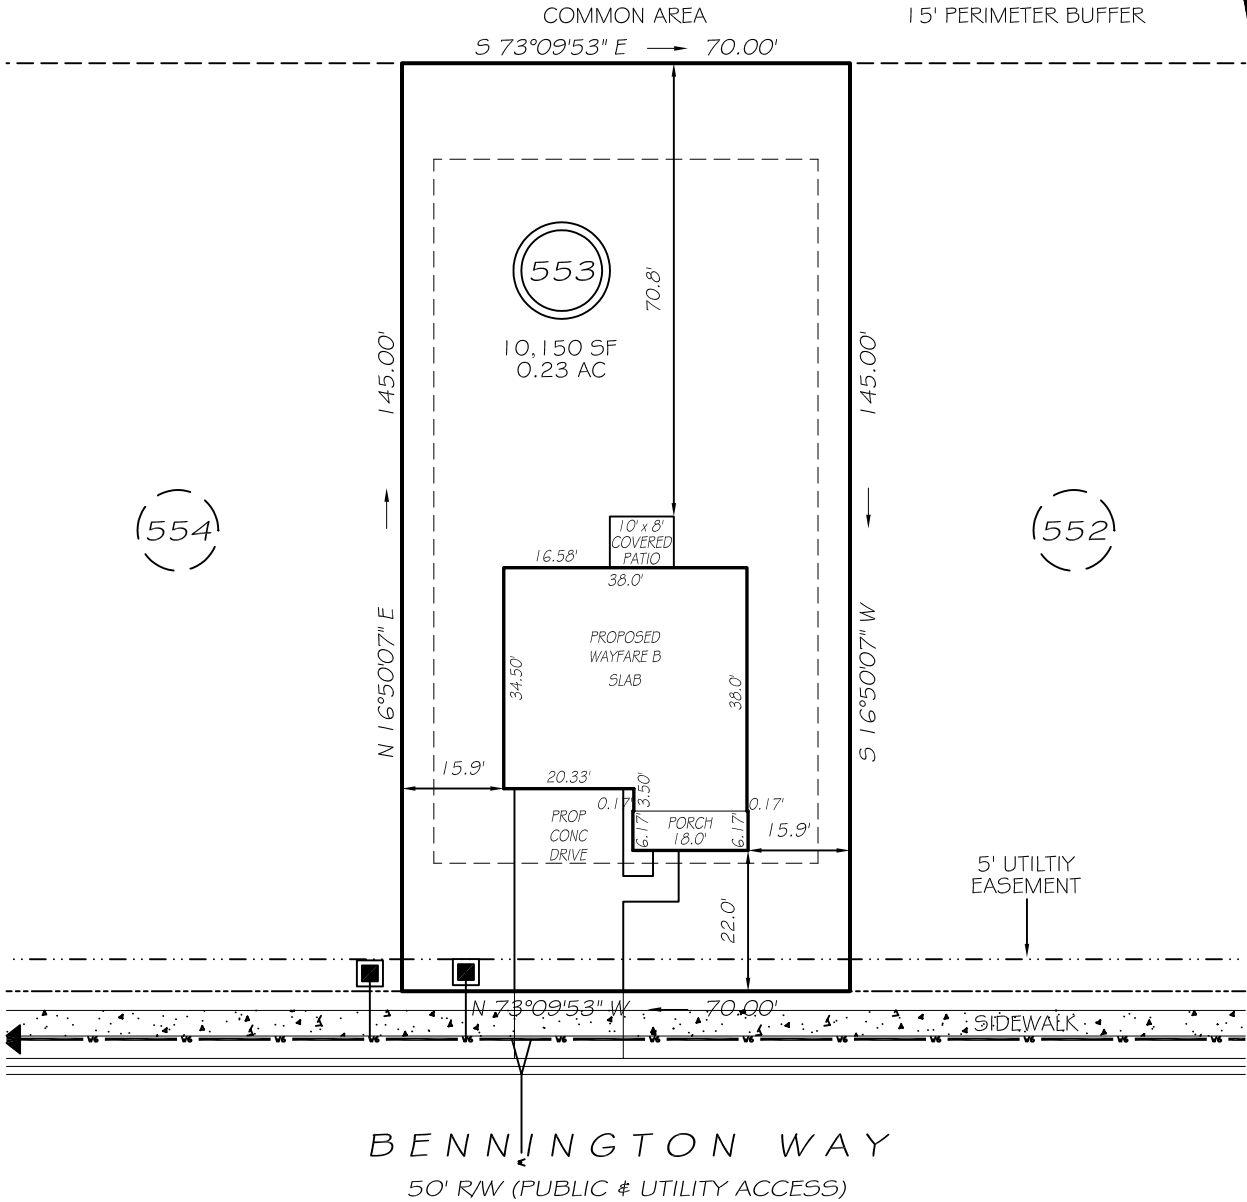 COMMON AREA
15' PERIMETER BUFFER
S 73°09'53" E 70.00'
553
10,150 SF
0.23 AC
70.8'
145.00'
145.00'
554
552
10' x 8'
COVERED
PATIO
16.58'
38.0'
PROPOSED
WAYFARE B
SLAB
34.50'
38.0'
N 16°50'07" E
S 16°50'07" W
15.9'
20.33'
3.50'
0.17'
0.17'
PROP
CONC
DRIVE
6.17'
PORCH
18.0'
6.17'
15.9'
22.0'
5' UTILTIY
EASEMENT
N 73°09'53" W 70.00'
SIDEWALK
BENNINGTON WAY
50' R/W (PUBLIC & UTILITY ACCESS)